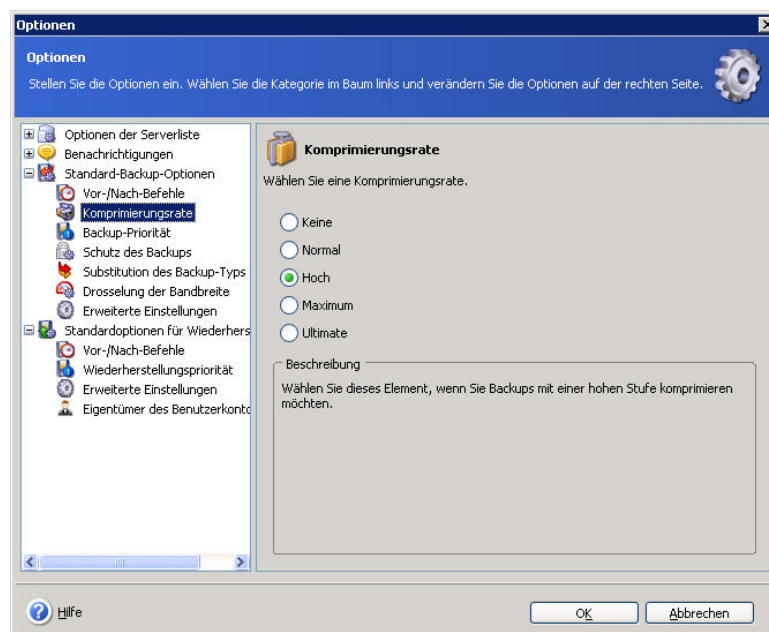 Optionen
Optionen
Stellen Sie die Optionen ein. Wählen Sie die Kategorie im Baum links und verändern Sie die Optionen auf der rechten Seite.
Optionen der Serverliste
Benachrichtigungen
Standard-Backup-Optionen
Vor-/Nach-Befehle
Komprimierungsrate
Backup-Priorität
Schutz des Backups
Substitution des Backup-Typs
Drosselung der Bandbreite
Erweiterte Einstellungen
Standardoptionen für Wiederhers
Vor-/Nach-Befehle
Wiederherstellungspriorität
Erweiterte Einstellungen
Eigentümer des Benutzerkonto
Komprimierungsrate
Wählen Sie eine Komprimierungsrate.
Keine
Normal
Hoch
Maximum
Ultimate
Beschreibung
Wählen Sie dieses Element, wenn Sie Backups mit einer hohen Stufe komprimieren
möchten.
Hilfe
OK
Abbrechen